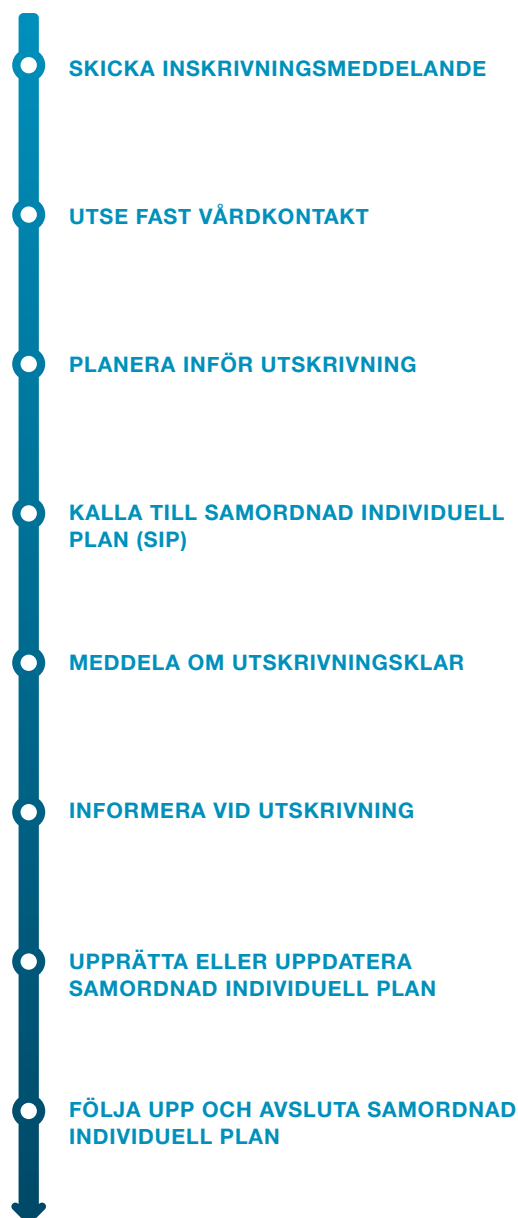 SKICKA INSKRIVNINGSMEDDELANDE
UTSE FAST VÅRDKONTAKT
PLANERA INFÖR UTSKRIVNING
KALLA TILL SAMORDNAD INDIVIDUELL
PLAN (SIP)
MEDDELA OM UTSKRIVNINGSKLAR
INFORMERA VID UTSKRIVNING
UPPRÄTTA ELLER UPPDATERA
SAMORDNAD INDIVIDUELL PLAN
FÖLJA UPP OCH AVSLUTA SAMORDNAD
INDIVIDUELL PLAN